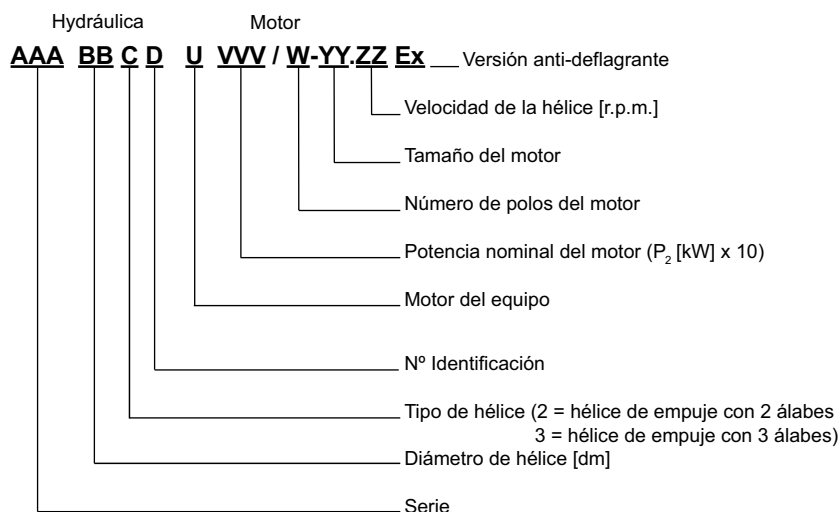 Hydráulica Motor
AAA BB C D U VVV / W-YY.ZZ Ex Versión anti-deflagrante
Velocidad de la hélice [r.p.m.]
Tamaño del motor
Número de polos del motor
Potencia nominal del motor (P2 [kW] x 10)
Motor del equipo
Nº Identificación
Tipo de hélice (2 = hélice de empuje con 2 álabes
3 = hélice de empuje con 3 álabes)
Diámetro de hélice [dm]
Serie